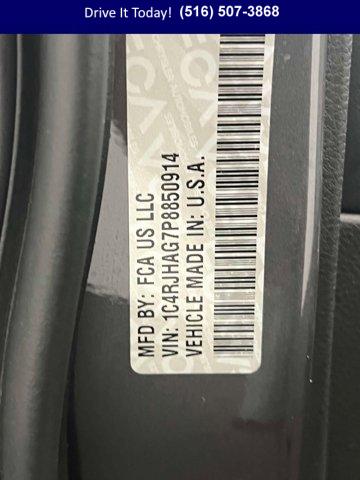 Drive It Today! (516) 507-3868
MFD BY: FCA US LLC
VIN: 1C4RJHAG7P8850914
VEHICLE MADE IN: U.S.A.